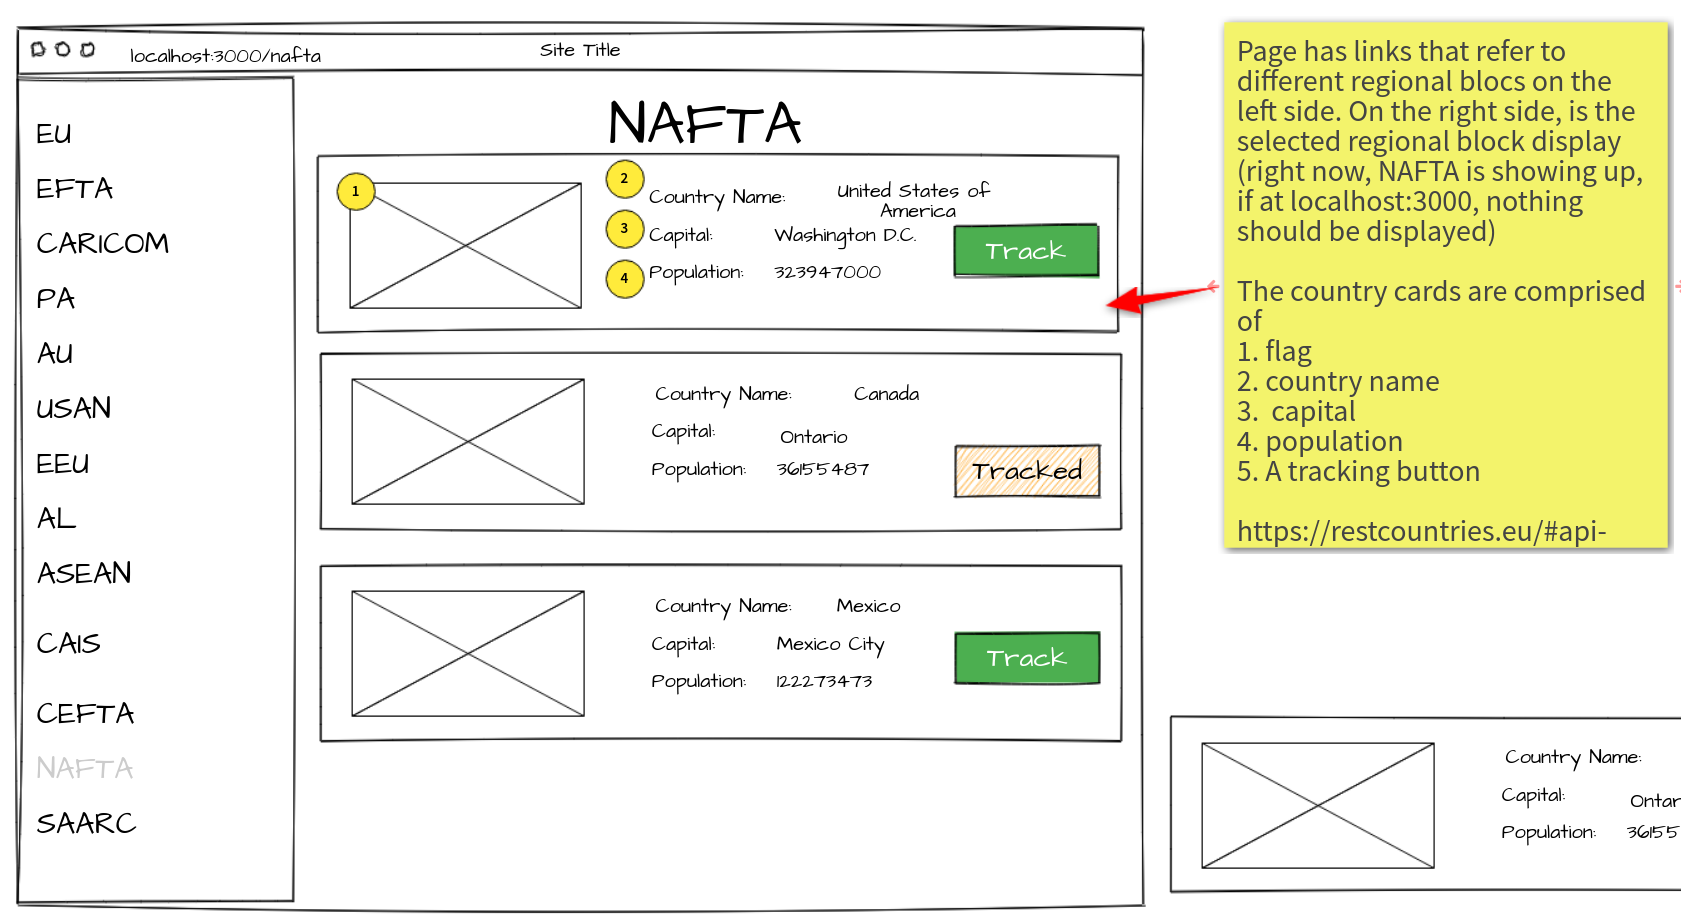 localhost:3000/nafta
Site Title
EU
EFTA
CARICOM
PA
AU
USAN
EEU
AL
ASEAN
CAIS
CEFTA
NAFTA
SAARC
NAFTA
1
2
Country Name: United States of
America
3
Capital: Washington D.C.
4
Population: 323947000
Track
Country Name: Canada
Capital: Ontario
Population: 36155487
Tracked
Country Name: Mexico
Capital: Mexico City
Population: 122273473
Track
Page has links that refer to
different regional blocs on the
left side. On the right side, is the
selected regional block display
(right now, NAFTA is showing up,
if at localhost:3000, nothing
should be displayed)
The country cards are comprised
of
1. flag
2. country name
3. capital
4. population
5. A tracking button
https://restcountries.eu/#api-
Country Name:
Capital: Ontar
Population: 36155